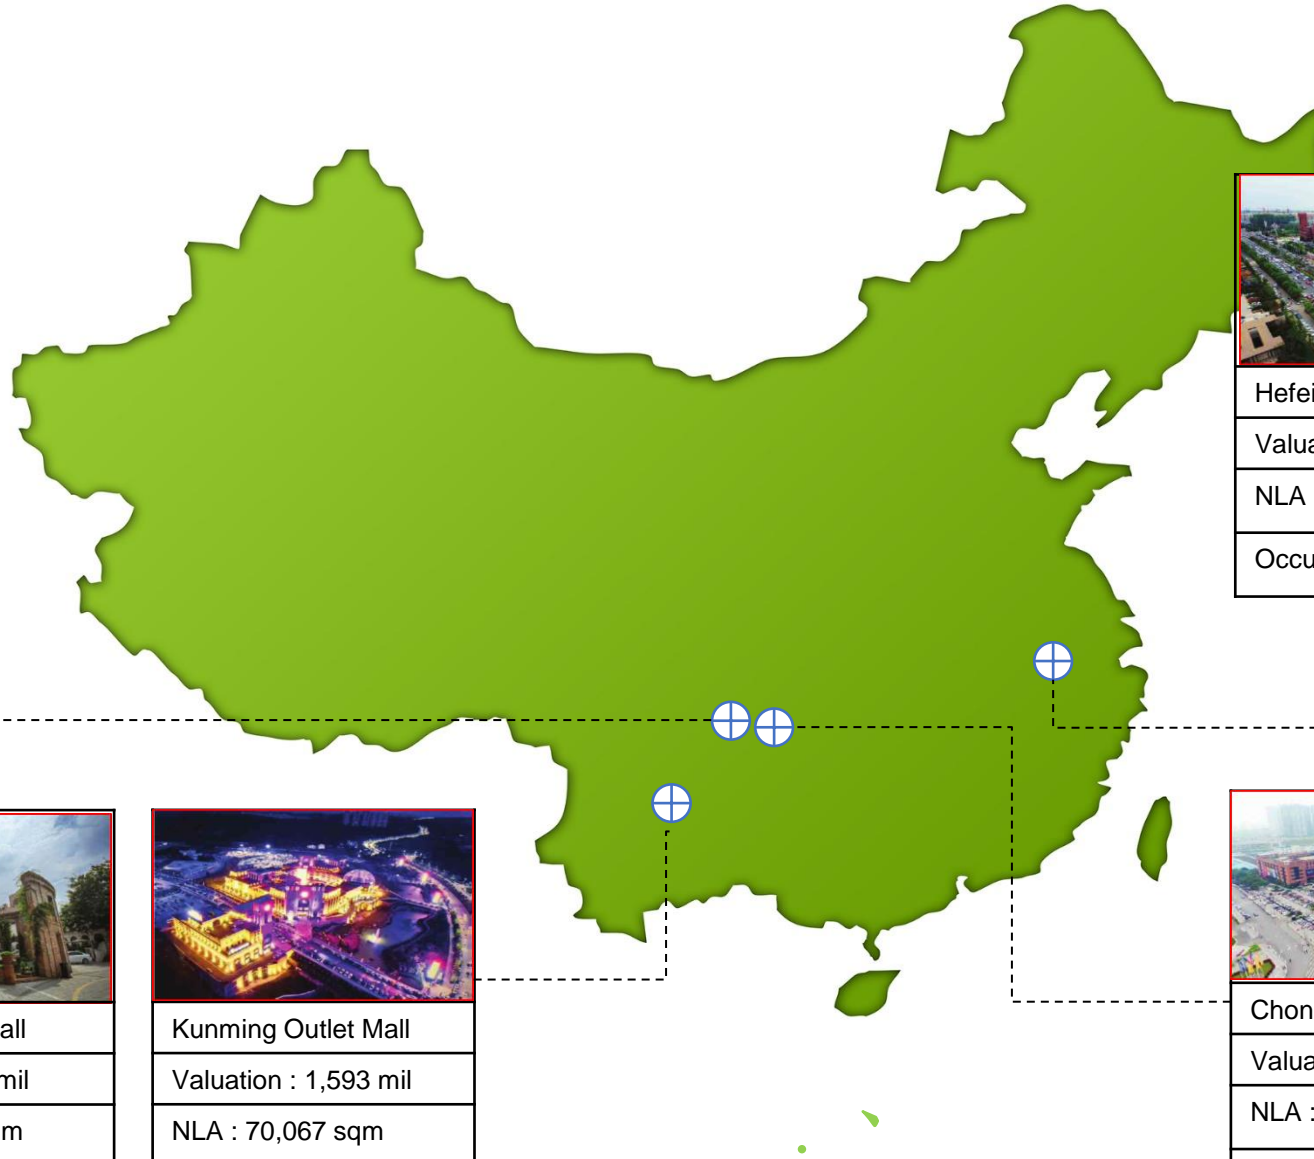 Hefei
Valua
NLA
Occu
all
mil
m
Kunming Outlet Mall
Valuation : 1,593 mil
NLA : 70,067 sqm
Chon
Valua
NLA :